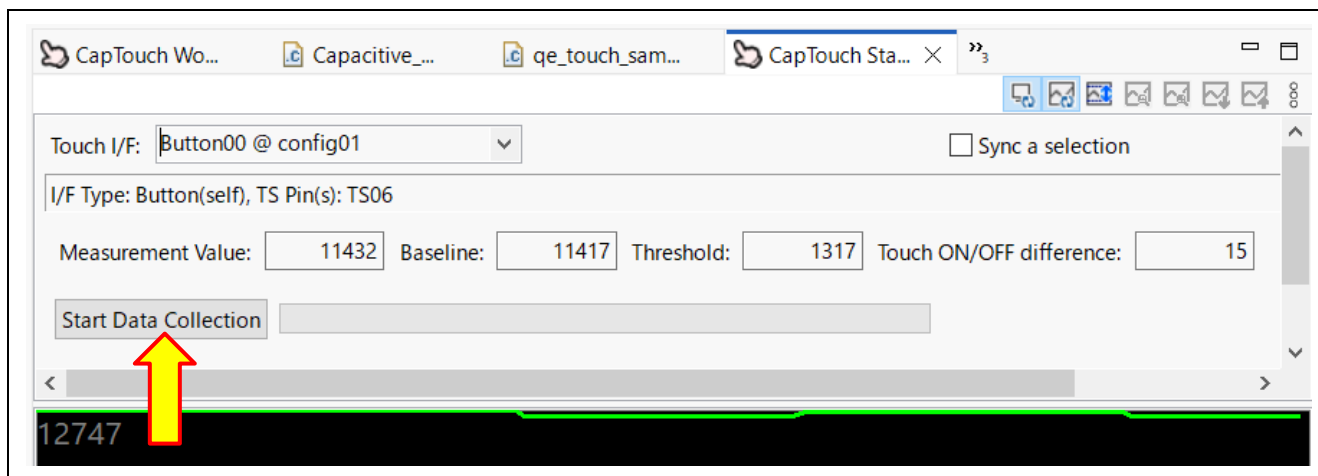 CapTouch Wo... Capacitive_... qe_touch_sam... CapTouch Sta... »3
Touch I/F: Button00 @ config01 Sync a selection
I/F Type: Button(self), TS Pin(s): TS06
Measurement Value: 11432 Baseline: 11417 Threshold: 1317 Touch ON/OFF difference: 15
Start Data Collection
12747